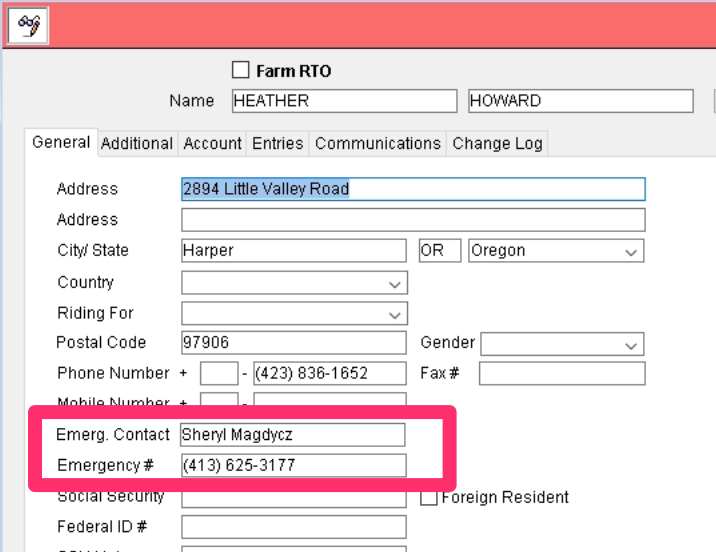 Farm RTO
Name HEATHER HOWARD
General Additional Account Entries Communications Change Log
Address 2894 Little Valley Road
Address
City/ State Harper OR Oregon
Country
Riding For
Postal Code 97906 Gender
Phone Number + - (423) 836-1652 Fax #
Mobile Number + -
Emerg. Contact Sheryl Magdycz
Emergency # (413) 625-3177
Social Security Foreign Resident
Federal ID #